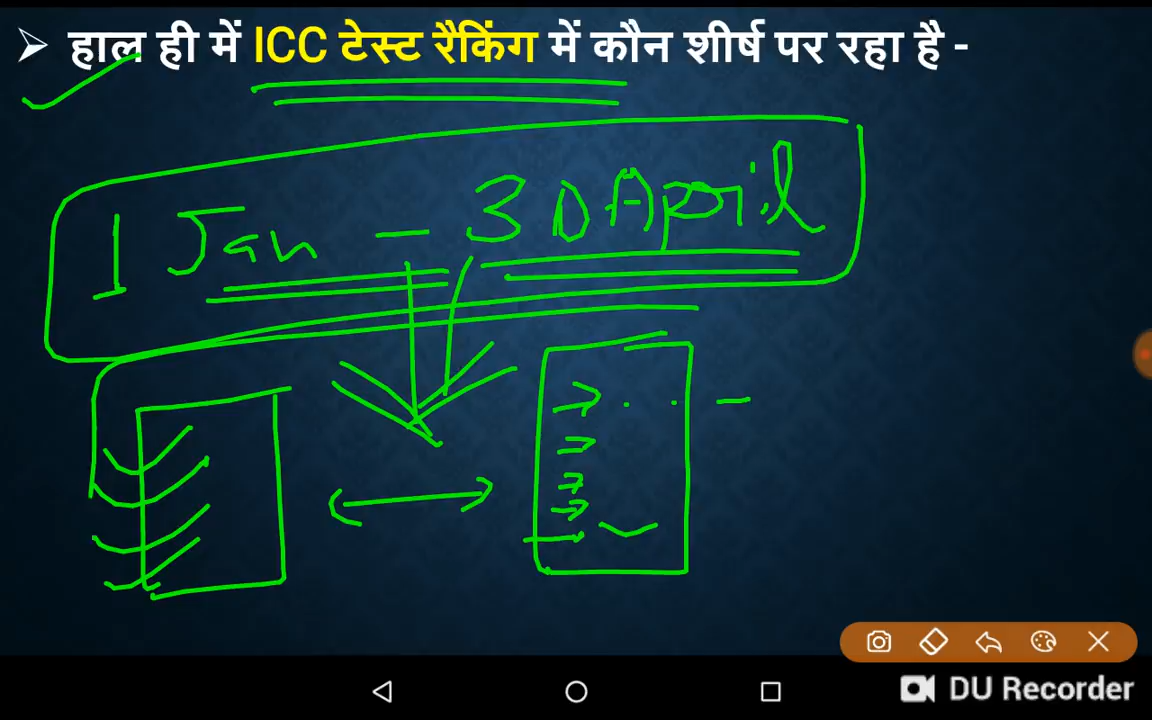 ➤ हाल ही में ICC टेस्ट रैकिंग में कौन शीर्ष पर रहा है -
1 Jan - 30 April
DU Recorder